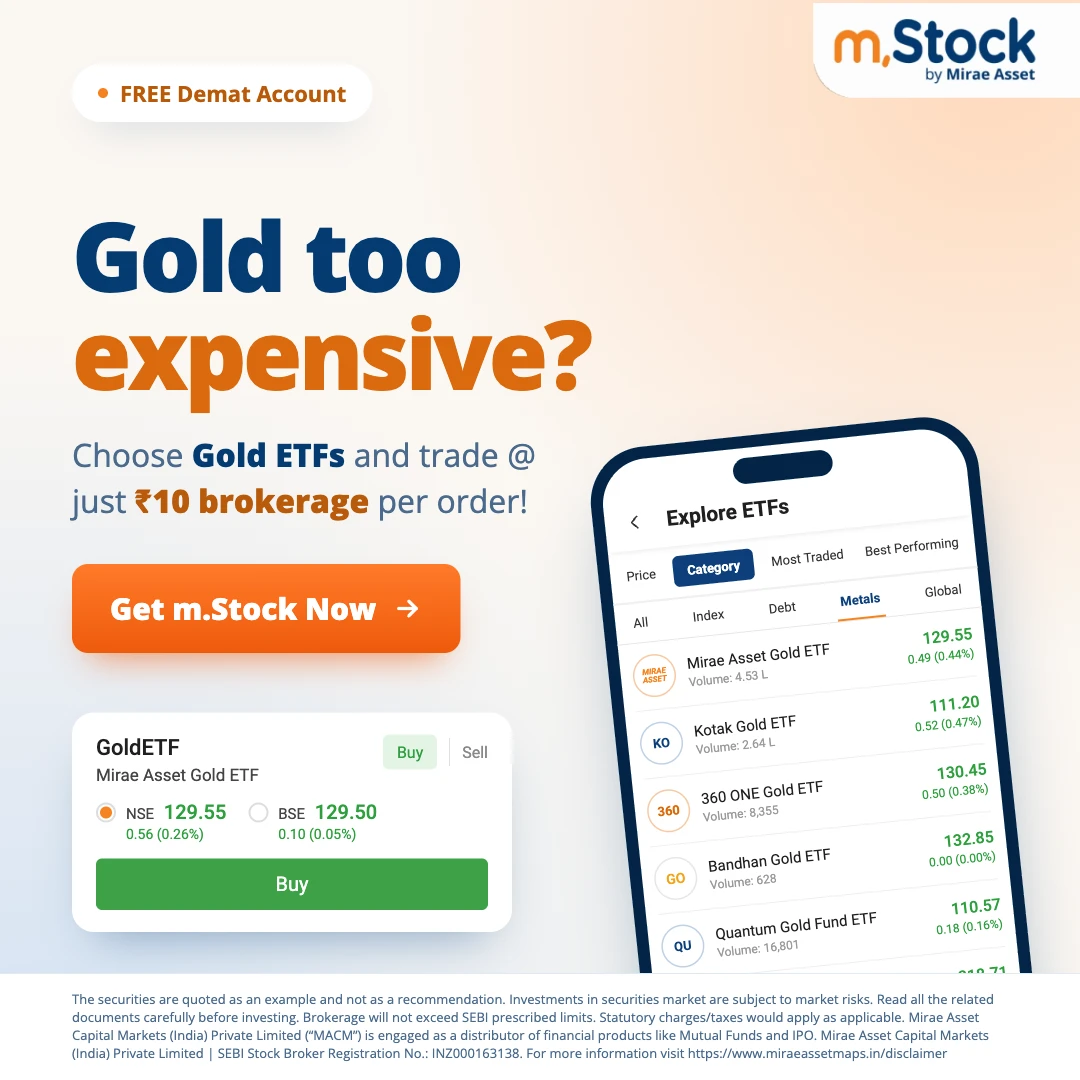 m.Stock
by Mirae Asset
FREE Demat Account
Gold too
expensive?
Choose Gold ETFs and trade @
just ₹10 brokerage per order!
Get m.Stock Now →
GoldETF
Buy
Sell
Mirae Asset Gold ETF
NSE 129.55
0.56 (0.26%)
BSE 129.50
0.10 (0.05%)
Buy
Explore ETFs
Price Category Most Traded Best Performing
All Index Debt Metals Global
MIRAE
ASSET
Mirae Asset Gold ETF
Volume: 4.53 L
129.55
0.49 (0.44%)
KO
Kotak Gold ETF
Volume: 2.64 L
111.20
0.52 (0.47%)
360
360 ONE Gold ETF
Volume: 8,355
130.45
0.50 (0.38%)
GO
Bandhan Gold ETF
Volume: 628
132.85
0.00 (0.00%)
QU
Quantum Gold Fund ETF
Volume: 16,801
110.57
0.18 (0.16%)
The securities are quoted as an example and not as a recommendation. Investments in securities market are subject to market risks. Read all the related
documents carefully before investing. Brokerage will not exceed SEBI prescribed limits. Statutory charges/taxes would apply as applicable. Mirae Asset
Capital Markets (India) Private Limited (“MACM”) is engaged as a distributor of financial products like Mutual Funds and IPO. Mirae Asset Capital Markets
(India) Private Limited | SEBI Stock Broker Registration No.: INZ000163138. For more information visit https://www.miraeassetmaps.in/disclaimer